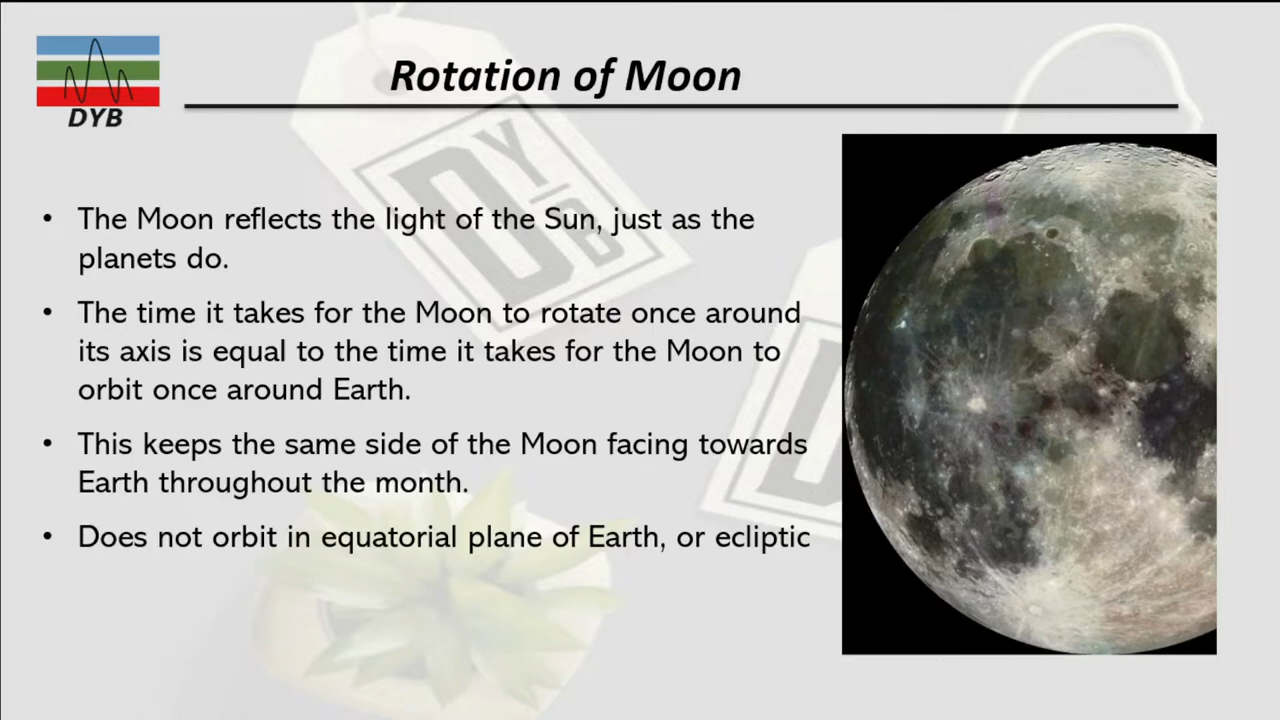 Rotation of Moon
DYB
DYB
• The Moon reflects the light of the Sun, just as the
planets do.
• The time it takes for the Moon to rotate once around
its axis is equal to the time it takes for the Moon to
orbit once around Earth.
• This keeps the same side of the Moon facing towards
Earth throughout the month.
• Does not orbit in equatorial plane of Earth, or ecliptic
D